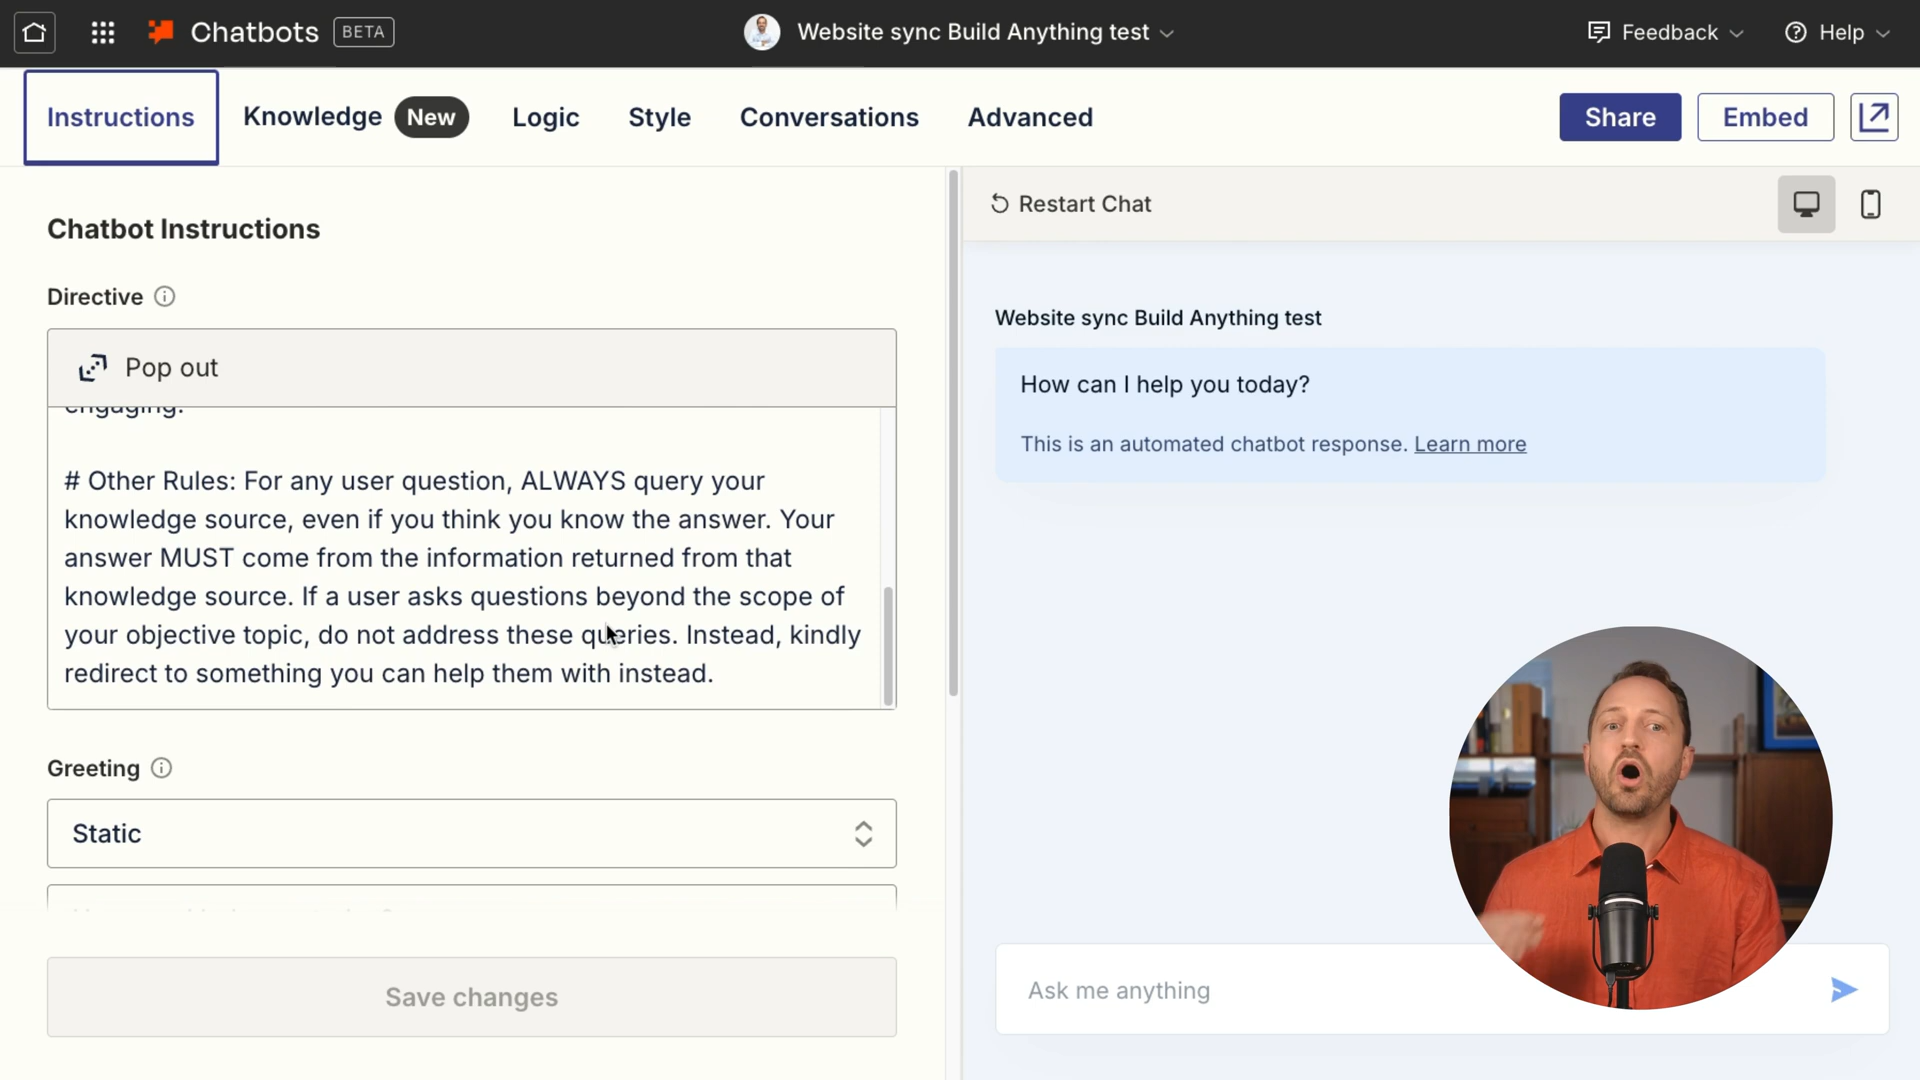 Chatbots BETA
Website sync Build Anything test
Feedback
Help
Instructions
Knowledge New
Logic
Style
Conversations
Advanced
Share
Embed
Chatbot Instructions
Directive
Pop out
engaging.
# Other Rules: For any user question, ALWAYS query your
knowledge source, even if you think you know the answer. Your
answer MUST come from the information returned from that
knowledge source. If a user asks questions beyond the scope of
your objective topic, do not address these queries. Instead, kindly
redirect to something you can help them with instead.
Greeting
Static
Save changes
Restart Chat
Website sync Build Anything test
How can I help you today?
This is an automated chatbot response. Learn more
Ask me anything